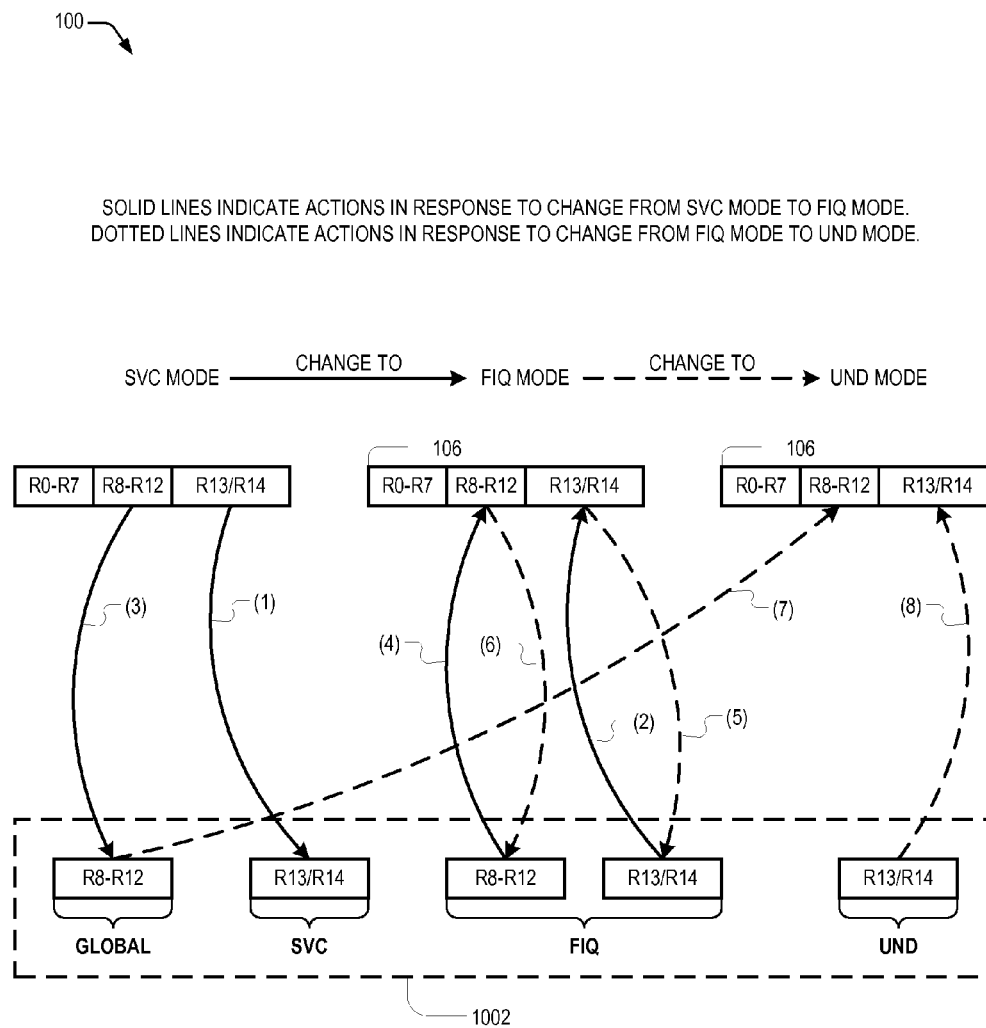 100
SOLID LINES INDICATE ACTIONS IN RESPONSE TO CHANGE FROM SVC MODE TO FIQ MODE.
DOTTED LINES INDICATE ACTIONS IN RESPONSE TO CHANGE FROM FIQ MODE TO UND MODE.
SVC MODE CHANGE TO FIQ MODE CHANGE TO UND MODE
106 106
R0-R7 R8-R12 R13/R14 R0-R7 R8-R12 R13/R14 R0-R7 R8-R12 R13/R14
(3) (1) (7) (8)
(4) (6)
(2) (5)
R8-R12 R13/R14 R8-R12 R13/R14 R13/R14
GLOBAL SVC FIQ UND
1002